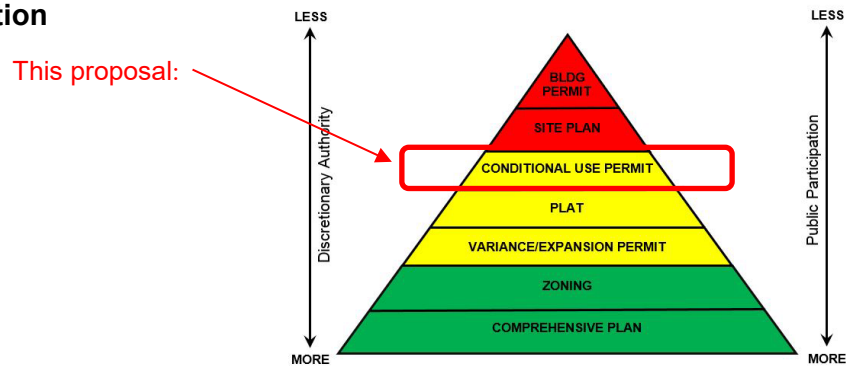 tion
LESS
LESS
This proposal:
BLDG
PERMIT
SITE PLAN
CONDITIONAL USE PERMIT
PLAT
VARIANCE/EXPANSION PERMIT
ZONING
COMPREHENSIVE PLAN
Discretionary Authority
Public Participation
MORE
MORE